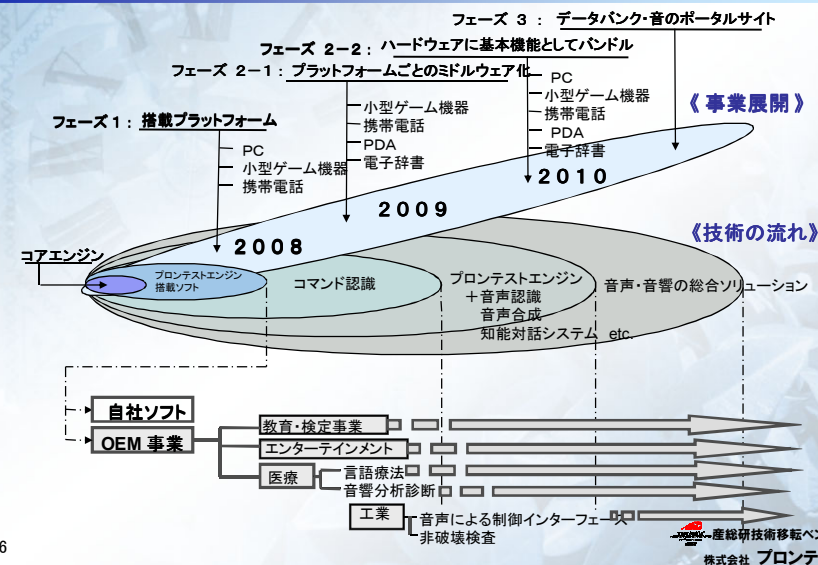 フェーズ 3 : データバンク・音のポータルサイト
フェーズ 2-2 : ハードウェアに基本機能としてバンドル
フェーズ 2-1 : プラットフォームごとのミドルウェア化
フェーズ 1 : 搭載プラットフォーム
PC
小型ゲーム機器
携帯電話
小型ゲーム機器
携帯電話
PDA
電子辞書
PC
小型ゲーム機器
携帯電話
PDA
電子辞書
《 事業展開 》
2008
2009
2010
《技術の流れ》
コアエンジン
プロンテストエンジン
搭載ソフト
コマンド認識
プロンテストエンジン
+音声認識
音声合成
知能対話システム etc.
音声・音響の総合ソリューション
自社ソフト
OEM 事業
教育・検定事業
エンターテインメント
医療
言語療法
音響分析診断
工業
音声による制御インターフェース
非破壊検査
産総研技術移転ベン
株式会社 プロンテ
6